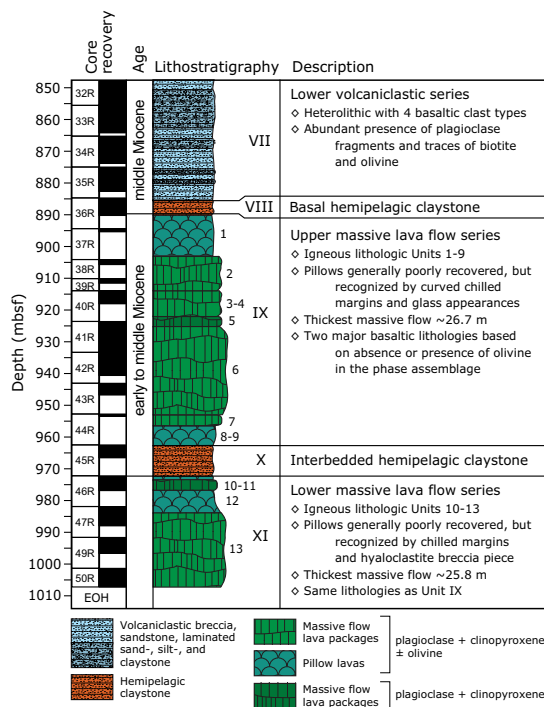 Core
recovery
Age
Lithostratigraphy
Description
Depth (mbsf)
850
860
870
880
890
900
910
920
930
940
950
960
970
980
990
1000
1010
32R
33R
34R
35R
36R
37R
38R
39R
40R
41R
42R
43R
44R
45R
46R
47R
49R
50R
EOH
middle Miocene
early to middle Miocene
VII
Lower volcaniclastic series
◇ Heterolithic with 4 basaltic clast types
◇ Abundant presence of plagioclase
fragments and traces of biotite
and olivine
VIII
Basal hemipelagic claystone
1
2
3-4
5
6
7
8-9
IX
Upper massive lava flow series
◇ Igneous lithologic Units 1-9
◇ Pillows generally poorly recovered, but
recognized by curved chilled
margins and glass appearances
◇ Thickest massive flow ~26.7 m
◇ Two major basaltic lithologies based
on absence or presence of olivine
in the phase assemblage
X
Interbedded hemipelagic claystone
10-11
12
13
XI
Lower massive lava flow series
◇ Igneous lithologic Units 10-13
◇ Pillows generally poorly recovered, but
recognized by chilled margins
and hyaloclastite breccia piece
◇ Thickest massive flow ~25.8 m
◇ Same lithologies as Unit IX
Volcaniclastic breccia,
sandstone, laminated
sand-, silt-, and
claystone
Hemipelagic
claystone
Massive flow
lava packages
Pillow lavas
plagioclase + clinopyroxene
± olivine
Massive flow
lava packages
plagioclase + clinopyroxene